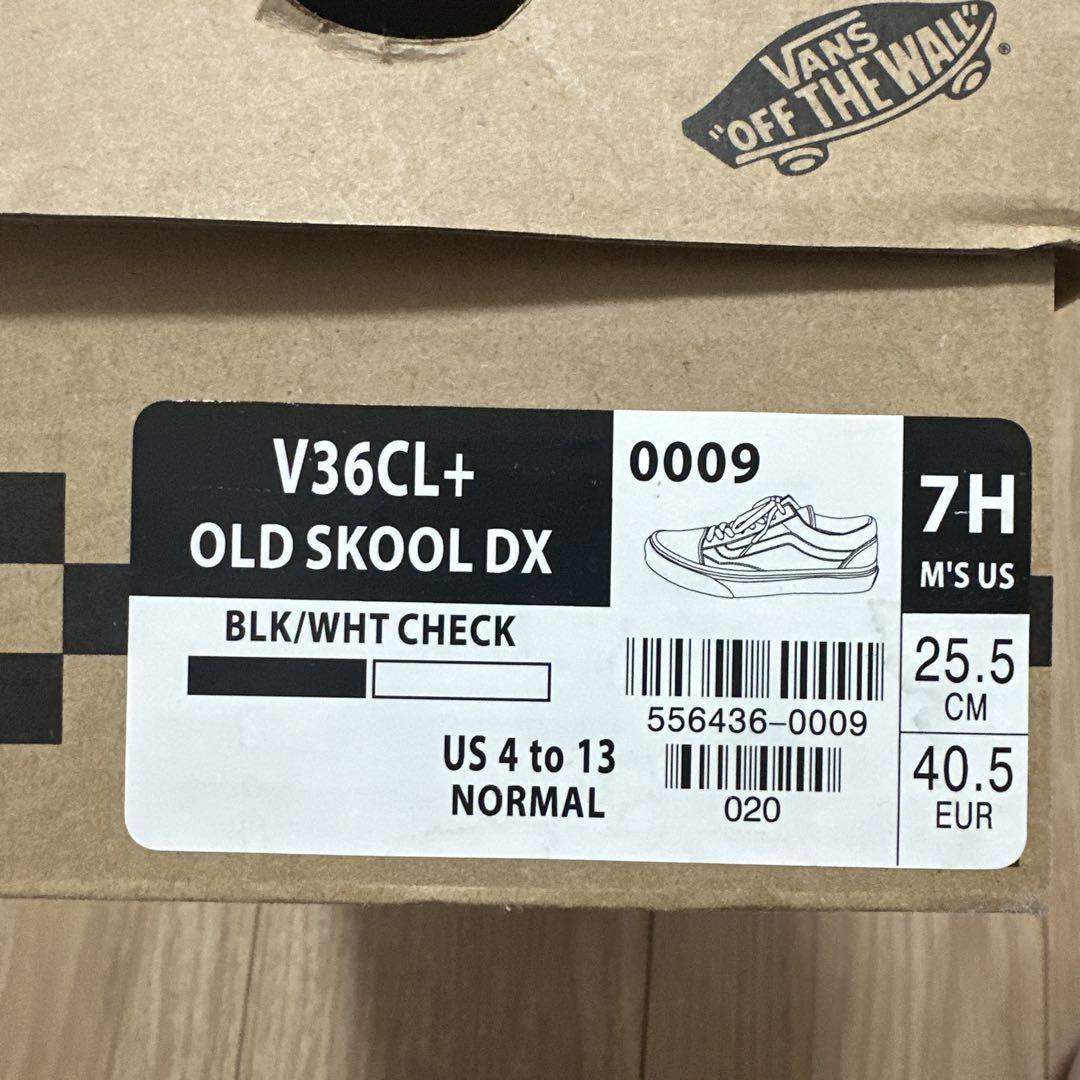 VANS
"OFF THE WALL"
®
V36CL+
OLD SKOOL DX
BLK/WHT CHECK
US 4 to 13
NORMAL
0009
556436-0009
020
7H
M'S US
25.5
CM
40.5
EUR